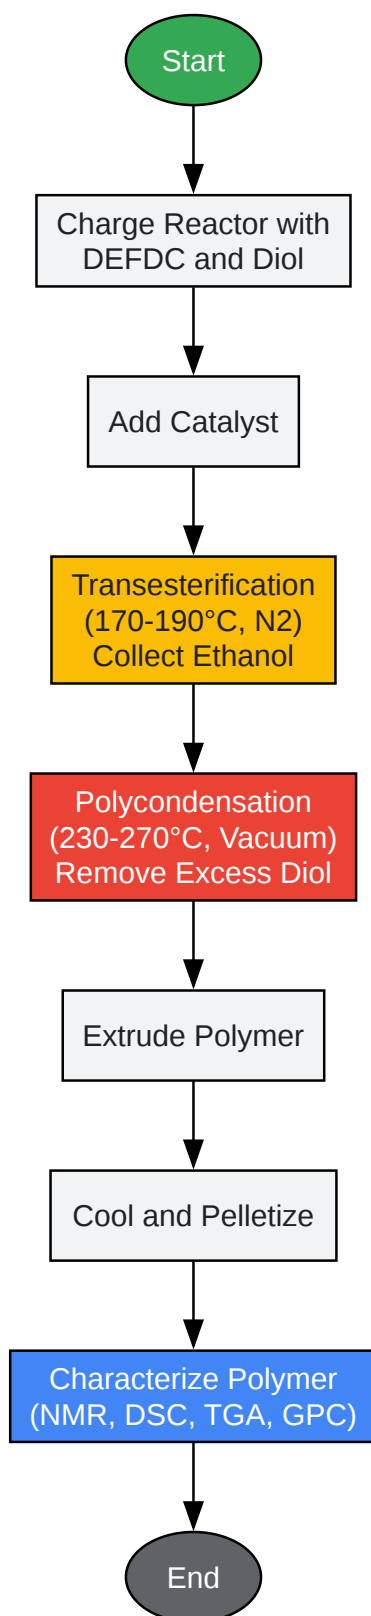 Start
Charge Reactor with
DEFDC and Diol
Add Catalyst
Transesterification
(170-190°C, N2)
Collect Ethanol
Polycondensation
(230-270°C, Vacuum)
Remove Excess Diol
Extrude Polymer
Cool and Pelletize
Characterize Polymer
(NMR, DSC, TGA, GPC)
End